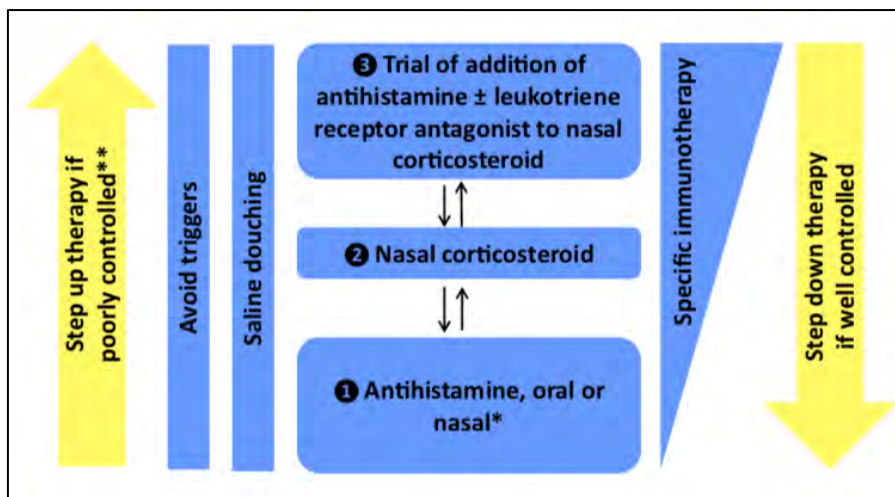 Step up therapy if
poorly controlled**
Avoid triggers
Saline douching
❸ Trial of addition of
antihistamine ± leukotriene
receptor antagonist to nasal
corticosteroid
❷ Nasal corticosteroid
❶ Antihistamine, oral or
nasal*
Specific immunotherapy
Step down therapy
if well controlled